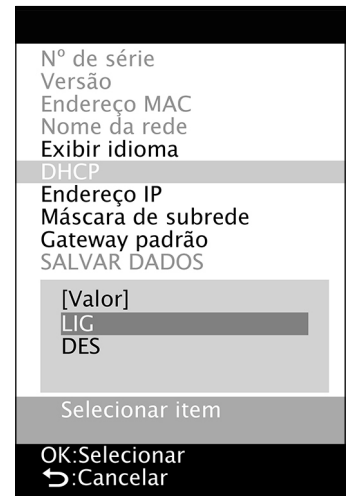 Nº de série
Versão
Endereço MAC
Nome da rede
Exibir idioma
DHCP
Endereço IP
Máscara de subrede
Gateway padrão
SALVAR DADOS
[Valor]
LIG
DES
Selecionar item
OK:Selecionar
⮌:Cancelar